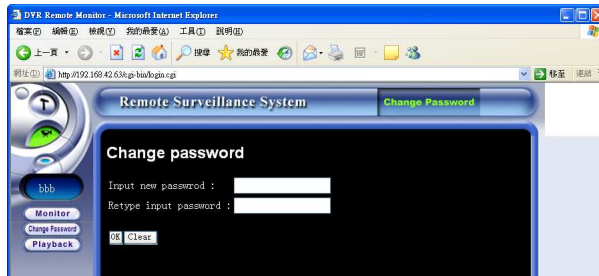 DVR Remote Monitor - Microsoft Internet Explorer
檔案(F) 編輯(E) 檢視(V) 我的最愛(A) 工具(T) 說明(H)
上一頁 搜尋 我的最愛
網址(D) http://192.168.42.63/cgi-bin/login.cgi 移至 連結
Remote Surveillance System Change Password
Change password
bbb
Input new passwrod :
Retype input password :
Monitor
Change Password
Playback
OK Clear